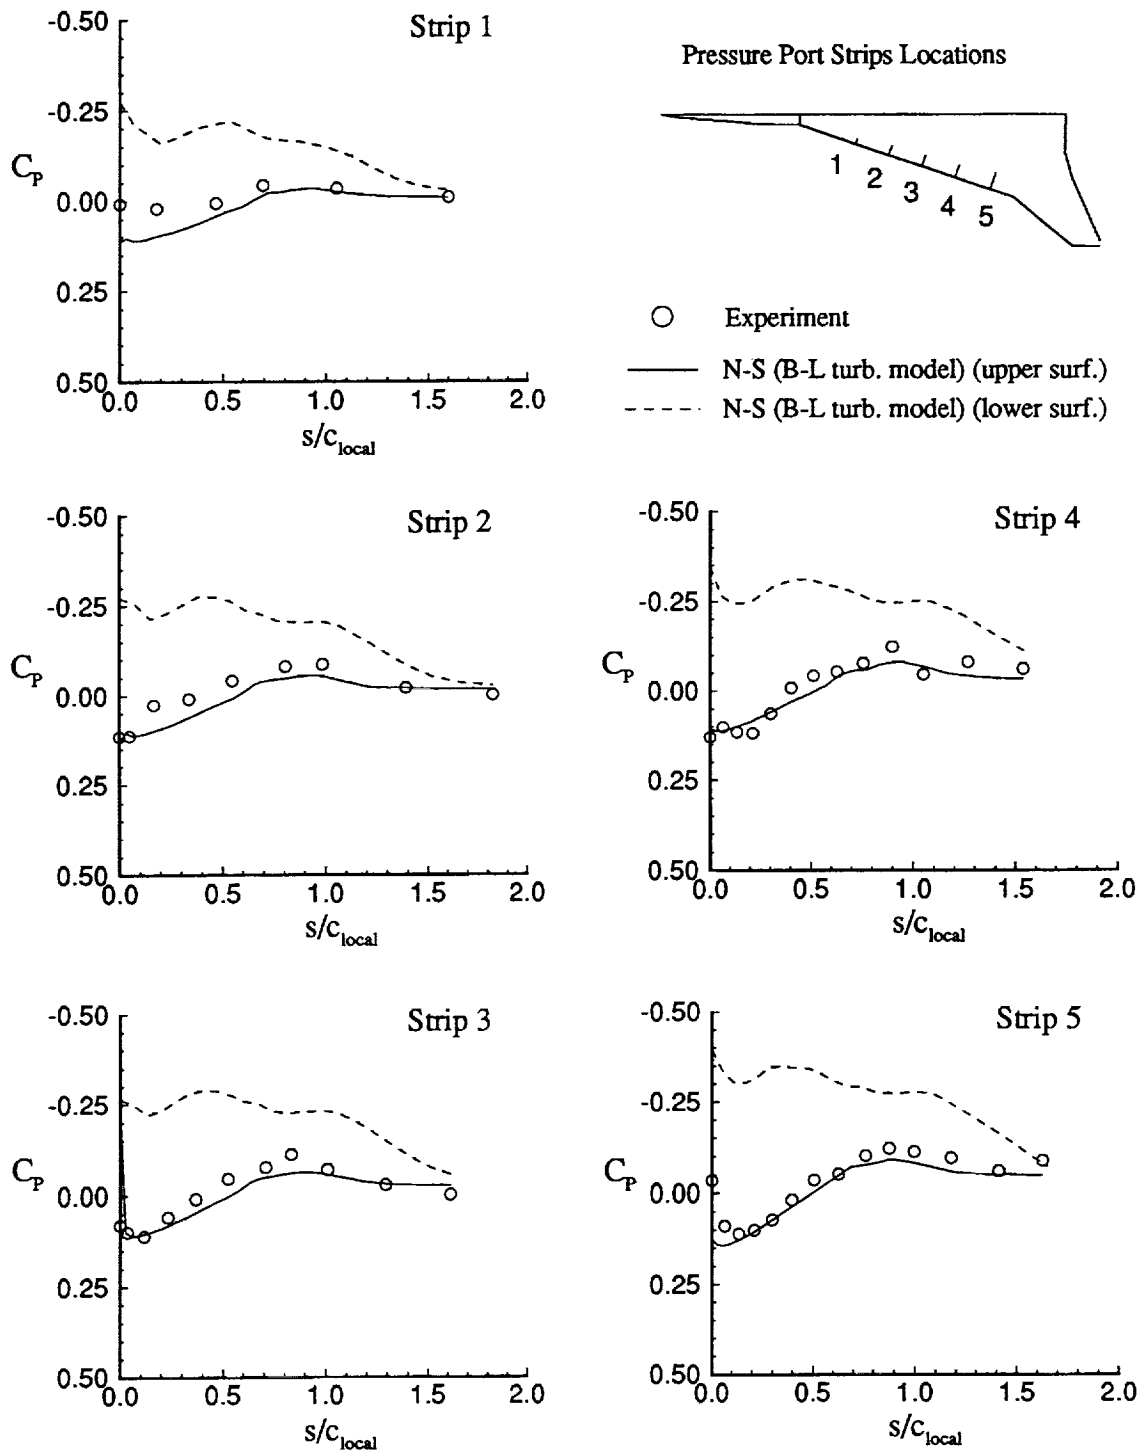 Strip 1
-0.50
-0.25
0.00
0.25
0.50
C_P
0.0 0.5 1.0 1.5 2.0
s/c_local
Pressure Port Strips Locations
1
2
3
4
5
Experiment
N-S (B-L turb. model) (upper surf.)
N-S (B-L turb. model) (lower surf.)
Strip 2
-0.50
-0.25
0.00
0.25
0.50
C_P
0.0 0.5 1.0 1.5 2.0
s/c_local
Strip 4
-0.50
-0.25
0.00
0.25
0.50
C_P
0.0 0.5 1.0 1.5 2.0
s/c_local
Strip 3
-0.50
-0.25
0.00
0.25
0.50
C_P
0.0 0.5 1.0 1.5 2.0
s/c_local
Strip 5
-0.50
-0.25
0.00
0.25
0.50
C_P
0.0 0.5 1.0 1.5 2.0
s/c_local